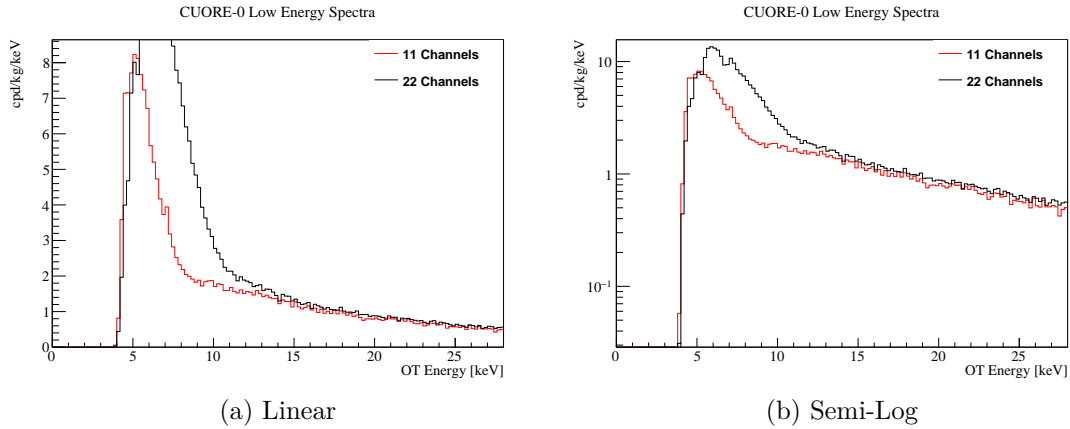 CUORE-0 Low Energy Spectra
cpd/kg/keV
8
7
6
5
4
3
2
1
0
0 5 10 15 20 25
OT Energy [keV]
11 Channels
22 Channels
(a) Linear
CUORE-0 Low Energy Spectra
cpd/kg/keV
10
1
10⁻¹
0 5 10 15 20 25
OT Energy [keV]
11 Channels
22 Channels
(b) Semi-Log